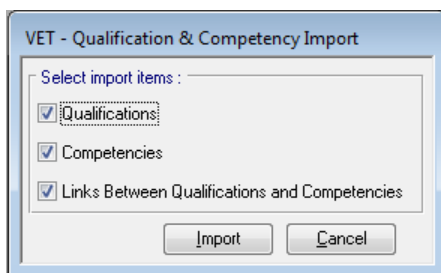 VET - Qualification & Competency Import
Select import items :
Qualifications
Competencies
Links Between Qualifications and Competencies
Import Cancel